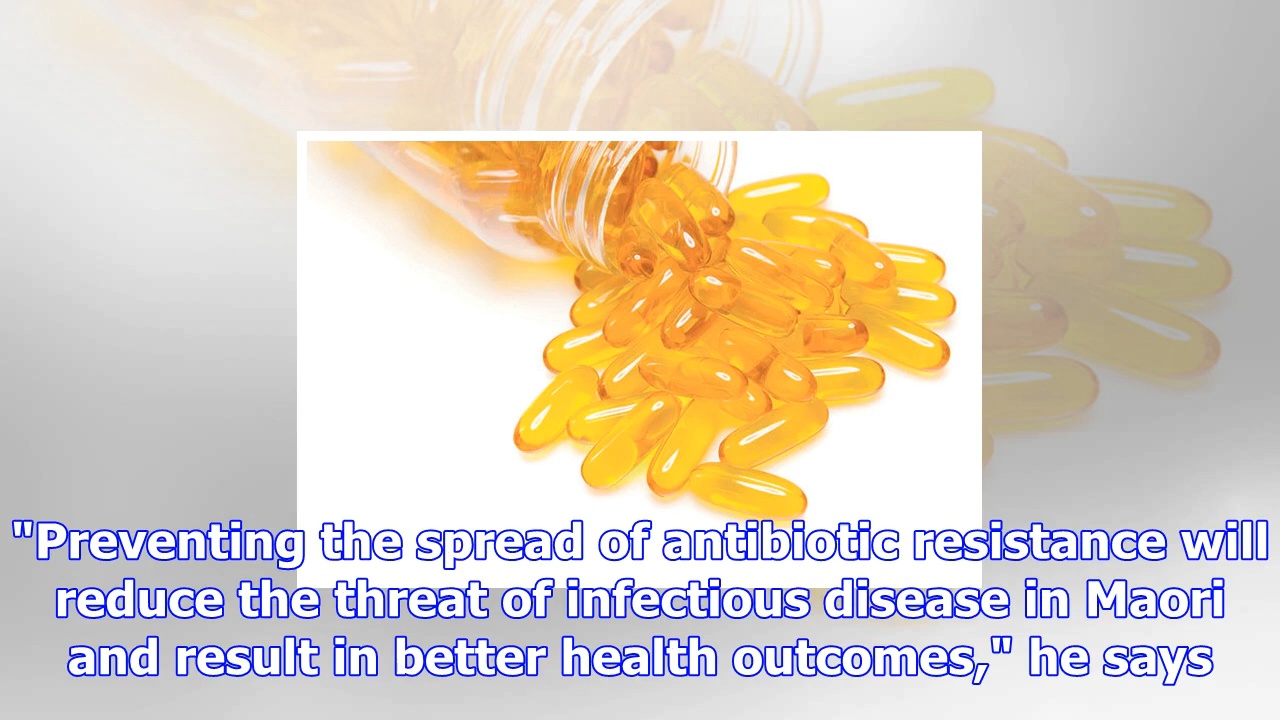 "Preventing the spread of antibiotic resistance will
reduce the threat of infectious disease in Maori
and result in better health outcomes," he says